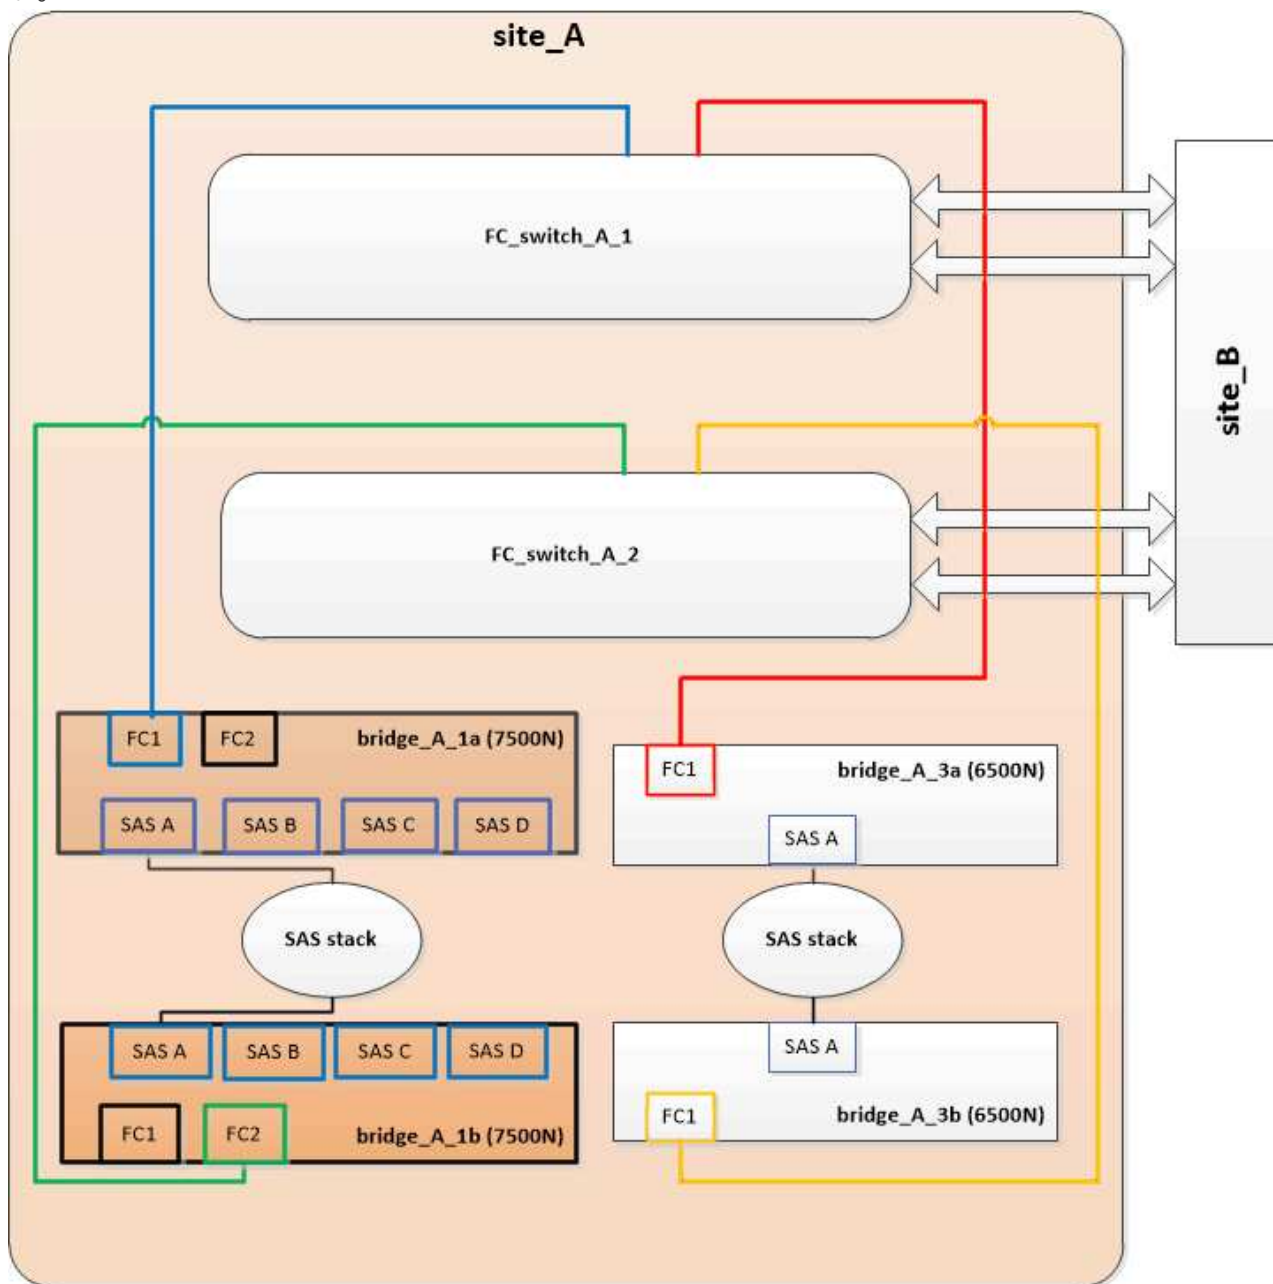 site_A
FC_switch_A_1
site_B
FC_switch_A_2
FC1 FC2 bridge_A_1a (7500N)
SAS A SAS B SAS C SAS D
FC1 bridge_A_3a (6500N)
SAS A
SAS stack
SAS stack
SAS A SAS B SAS C SAS D
FC1 FC2 bridge_A_1b (7500N)
SAS A
FC1 bridge_A_3b (6500N)